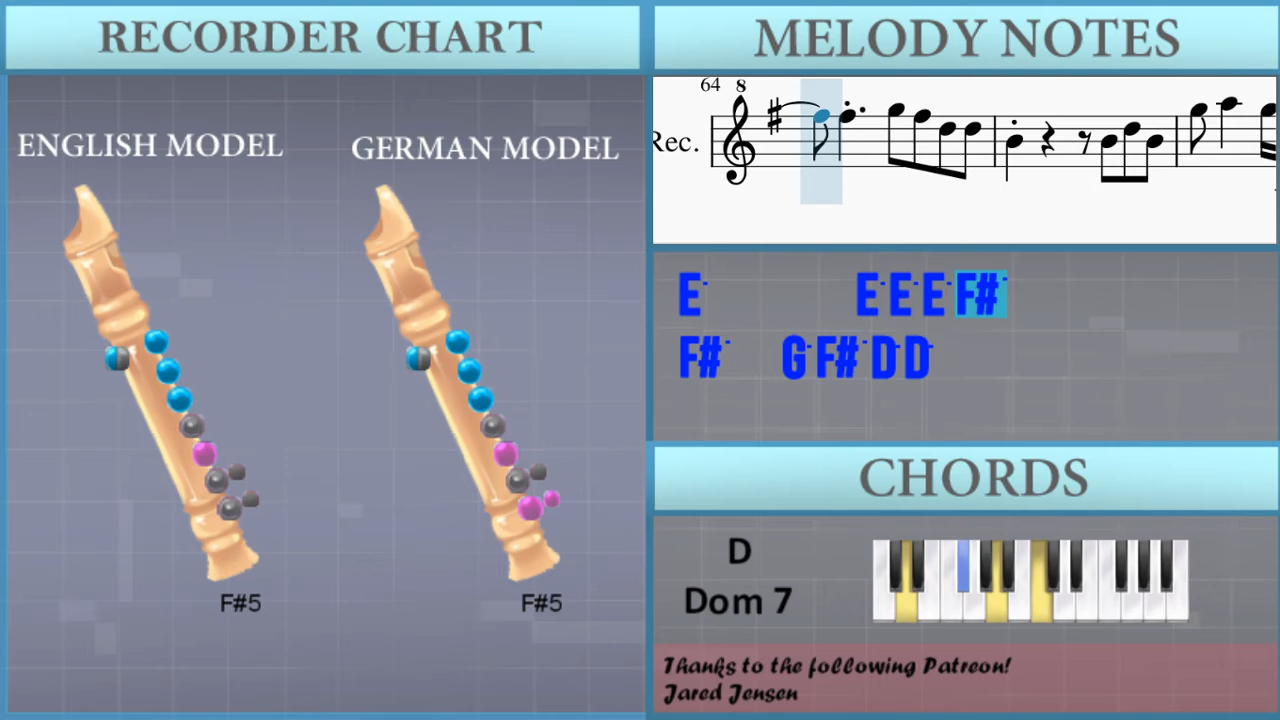 RECORDER CHART
ENGLISH MODEL
GERMAN MODEL
F#5
F#5
MELODY NOTES
64
8
Rec.
E E E E F#
F# G F# D D
CHORDS
D
Dom 7
Thanks to the following Patreon!
Jared Jensen